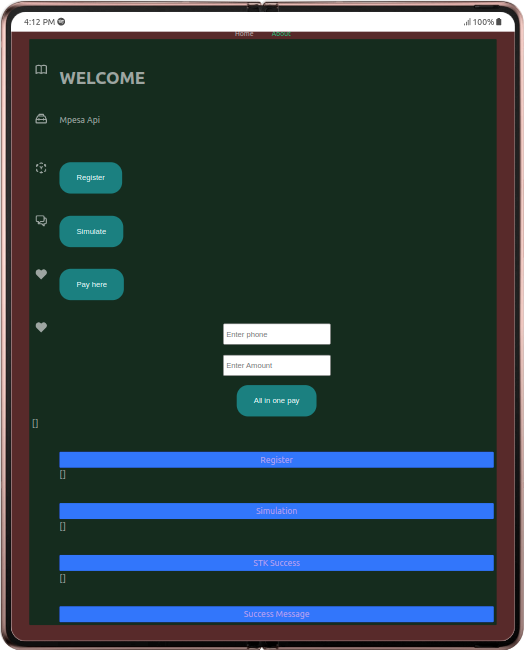 4:12 PM
100%
Home About
WELCOME
Mpesa Api
Register
Simulate
Pay here
Enter phone
Enter Amount
All in one pay
[]
Register
[]
Simulation
[]
STK Success
[]
Success Message